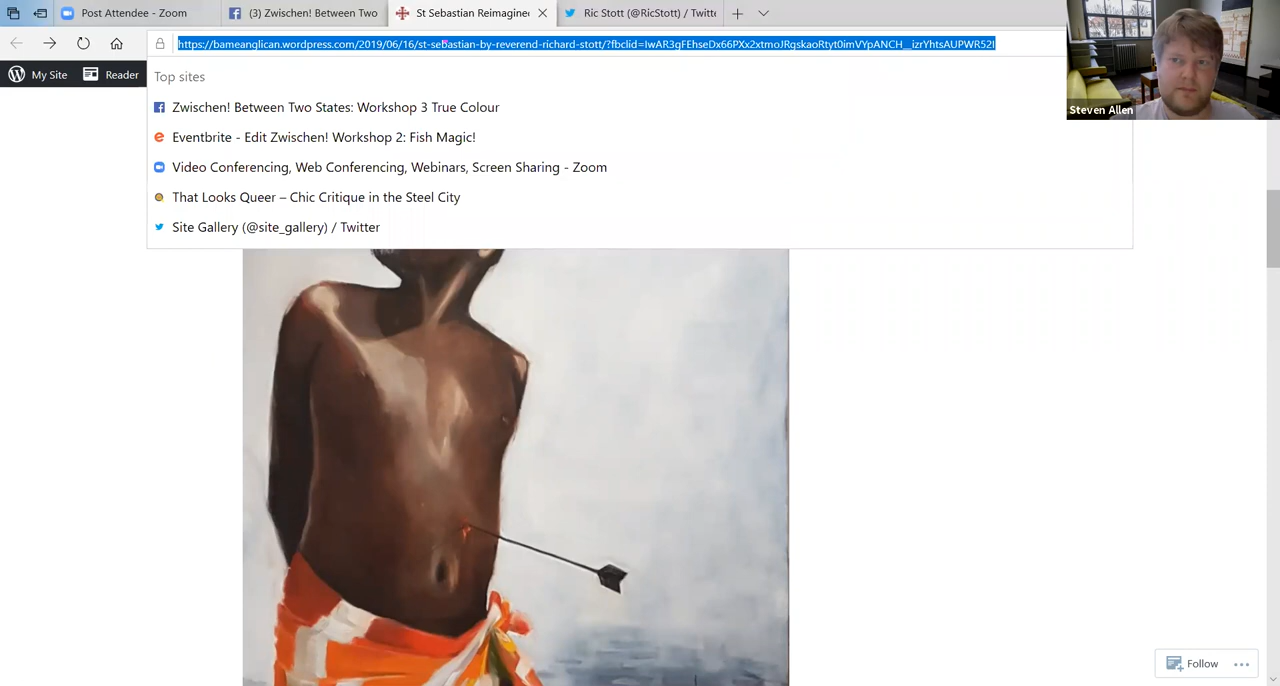 Post Attendee - Zoom
(3) Zwischen! Between Two
St Sebastian Reimagine
Ric Stott (@RicStott) / Twitt
https://bameanglican.wordpress.com/2019/06/16/st-sebastian-by-reverend-richard-stott/?fbclid=IwAR3qFEhseDx66PXx2xtmoJRqskaoRtyt0imVYpANCH__izrYhtsAUPWR52I
My Site
Reader
Top sites
Zwischen! Between Two States: Workshop 3 True Colour
Eventbrite - Edit Zwischen! Workshop 2: Fish Magic!
Video Conferencing, Web Conferencing, Webinars, Screen Sharing - Zoom
That Looks Queer – Chic Critique in the Steel City
Site Gallery (@site_gallery) / Twitter
Steven Allen
Follow